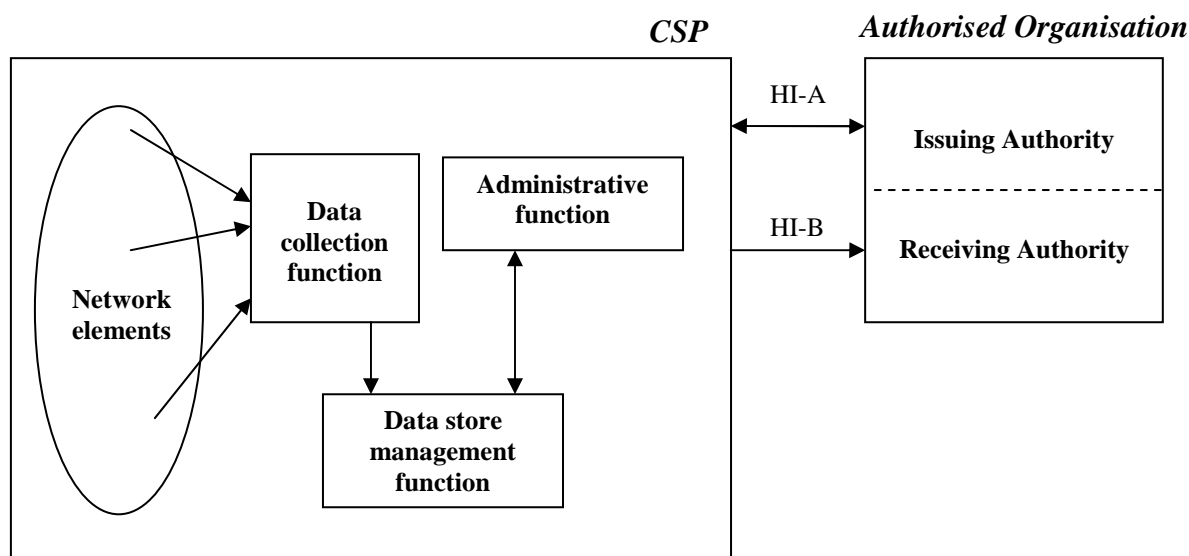 CSP
Authorised Organisation
HI-A
Issuing Authority
Administrative
function
Data
collection
function
HI-B
Receiving Authority
Network
elements
Data store
management
function